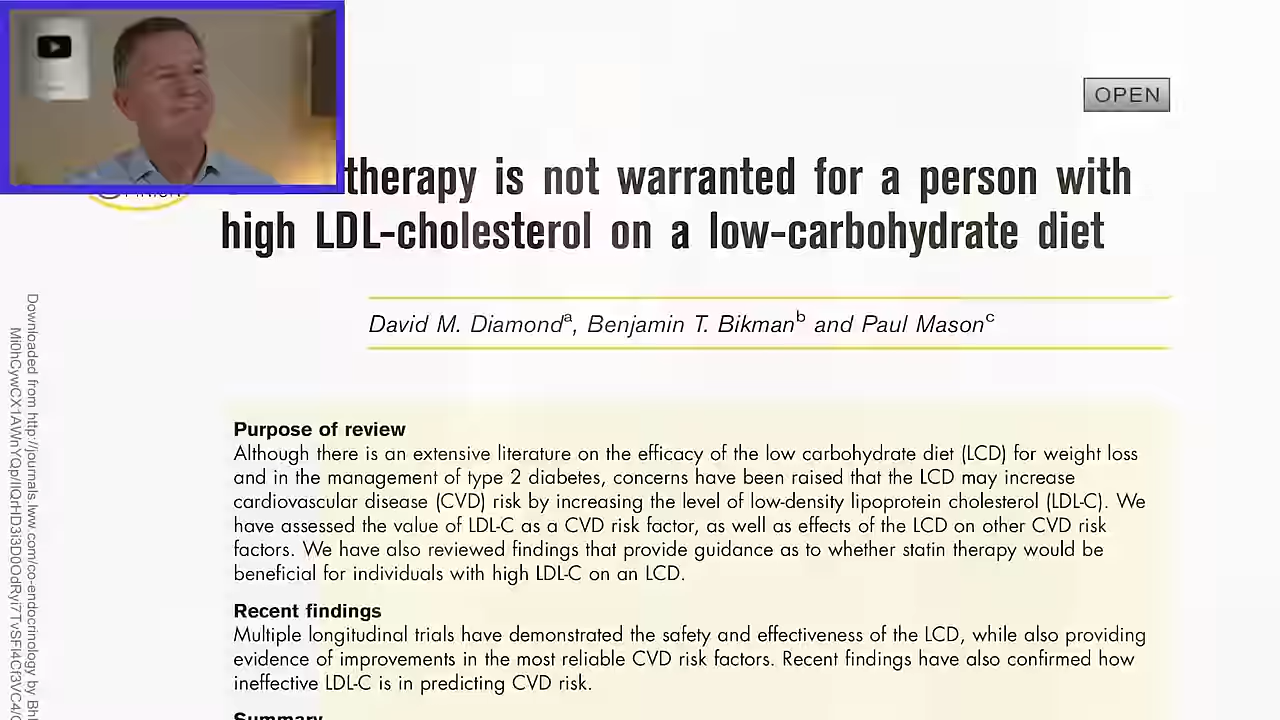 OPEN
therapy is not warranted for a person with
high LDL-cholesterol on a low-carbohydrate diet
David M. Diamondᵃ, Benjamin T. Bikmanᵇ and Paul Masonᶜ
Purpose of review
Although there is an extensive literature on the efficacy of the low carbohydrate diet (LCD) for weight loss
and in the management of type 2 diabetes, concerns have been raised that the LCD may increase
cardiovascular disease (CVD) risk by increasing the level of low-density lipoprotein cholesterol (LDL-C). We
have assessed the value of LDL-C as a CVD risk factor, as well as effects of the LCD on other CVD risk
factors. We have also reviewed findings that provide guidance as to whether statin therapy would be
beneficial for individuals with high LDL-C on an LCD.
Recent findings
Multiple longitudinal trials have demonstrated the safety and effectiveness of the LCD, while also providing
evidence of improvements in the most reliable CVD risk factors. Recent findings have also confirmed how
ineffective LDL-C is in predicting CVD risk.
Summary
Downloaded from http://journals.lww.com/co-endocrinology by